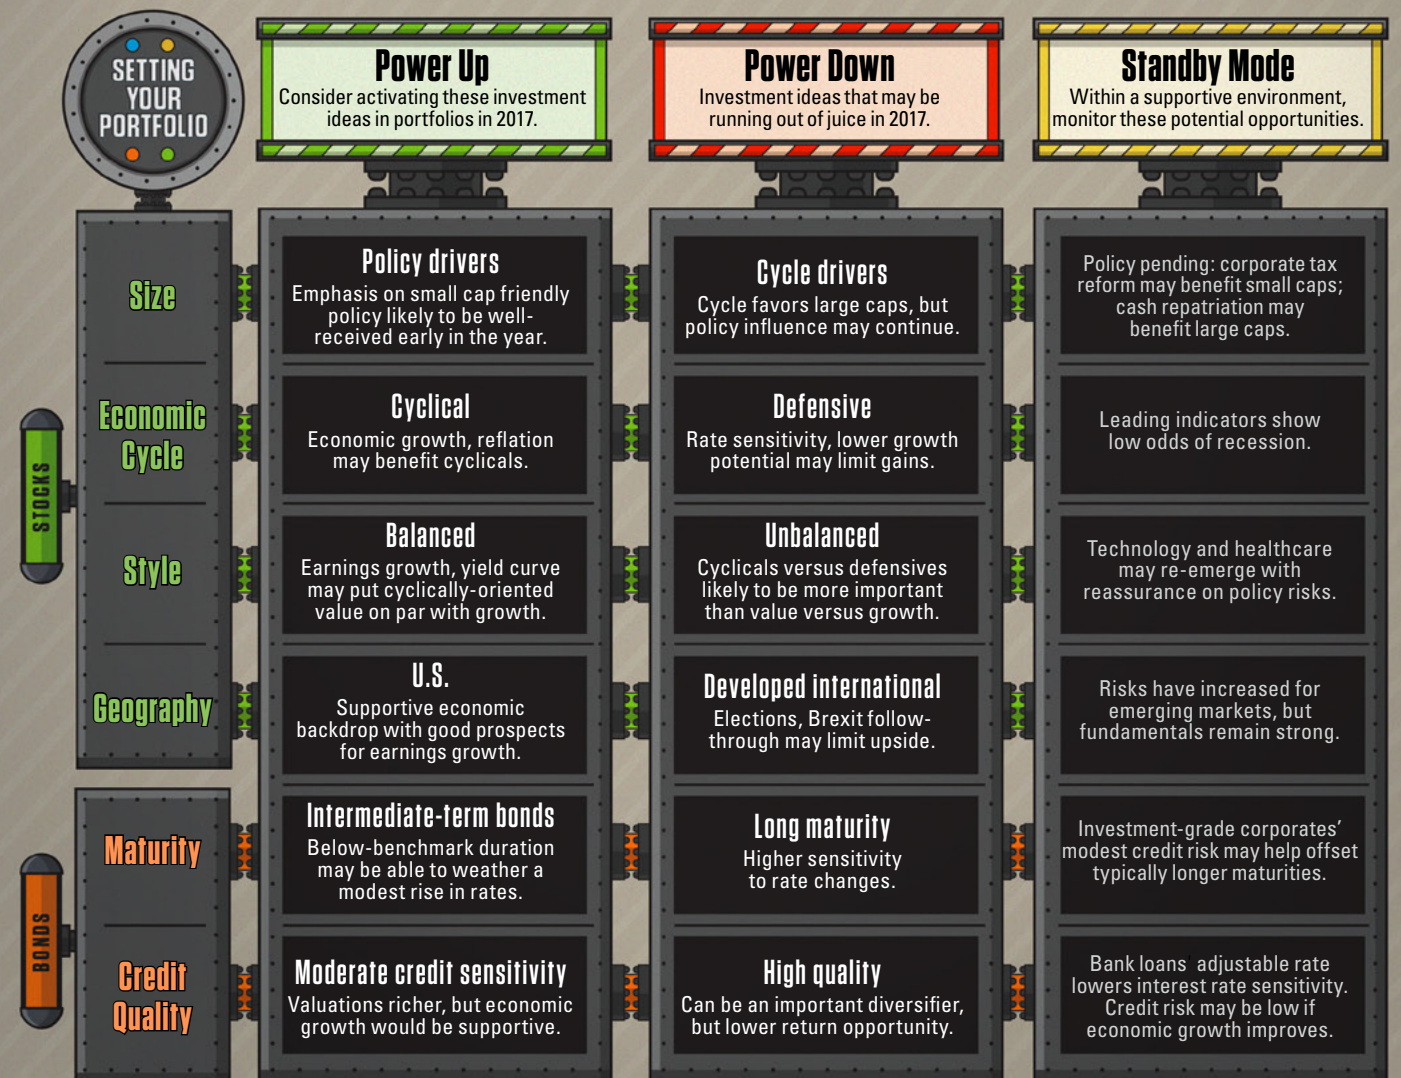 SETTING
YOUR
PORTFOLIO
Power Up
Consider activating these investment
ideas in portfolios in 2017.
Power Down
Investment ideas that may be
running out of juice in 2017.
Standby Mode
Within a supportive environment,
monitor these potential opportunities.
STOCKS
Size
Policy drivers
Emphasis on small cap friendly
policy likely to be well-
received early in the year.
Cycle drivers
Cycle favors large caps, but
policy influence may continue.
Policy pending: corporate tax
reform may benefit small caps;
cash repatriation may
benefit large caps.
Economic
Cycle
Cyclical
Economic growth, reflation
may benefit cyclicals.
Defensive
Rate sensitivity, lower growth
potential may limit gains.
Leading indicators show
low odds of recession.
Style
Balanced
Earnings growth, yield curve
may put cyclically-oriented
value on par with growth.
Unbalanced
Cyclicals versus defensives
likely to be more important
than value versus growth.
Technology and healthcare
may re-emerge with
reassurance on policy risks.
Geography
U.S.
Supportive economic
backdrop with good prospects
for earnings growth.
Developed international
Elections, Brexit follow-
through may limit upside.
Risks have increased for
emerging markets, but
fundamentals remain strong.
BONDS
Maturity
Intermediate-term bonds
Below-benchmark duration
may be able to weather a
modest rise in rates.
Long maturity
Higher sensitivity
to rate changes.
Investment-grade corporates'
modest credit risk may help offset
typically longer maturities.
Credit
Quality
Moderate credit sensitivity
Valuations richer, but economic
growth would be supportive.
High quality
Can be an important diversifier,
but lower return opportunity.
Bank loans' adjustable rate
lowers interest rate sensitivity.
Credit risk may be low if
economic growth improves.